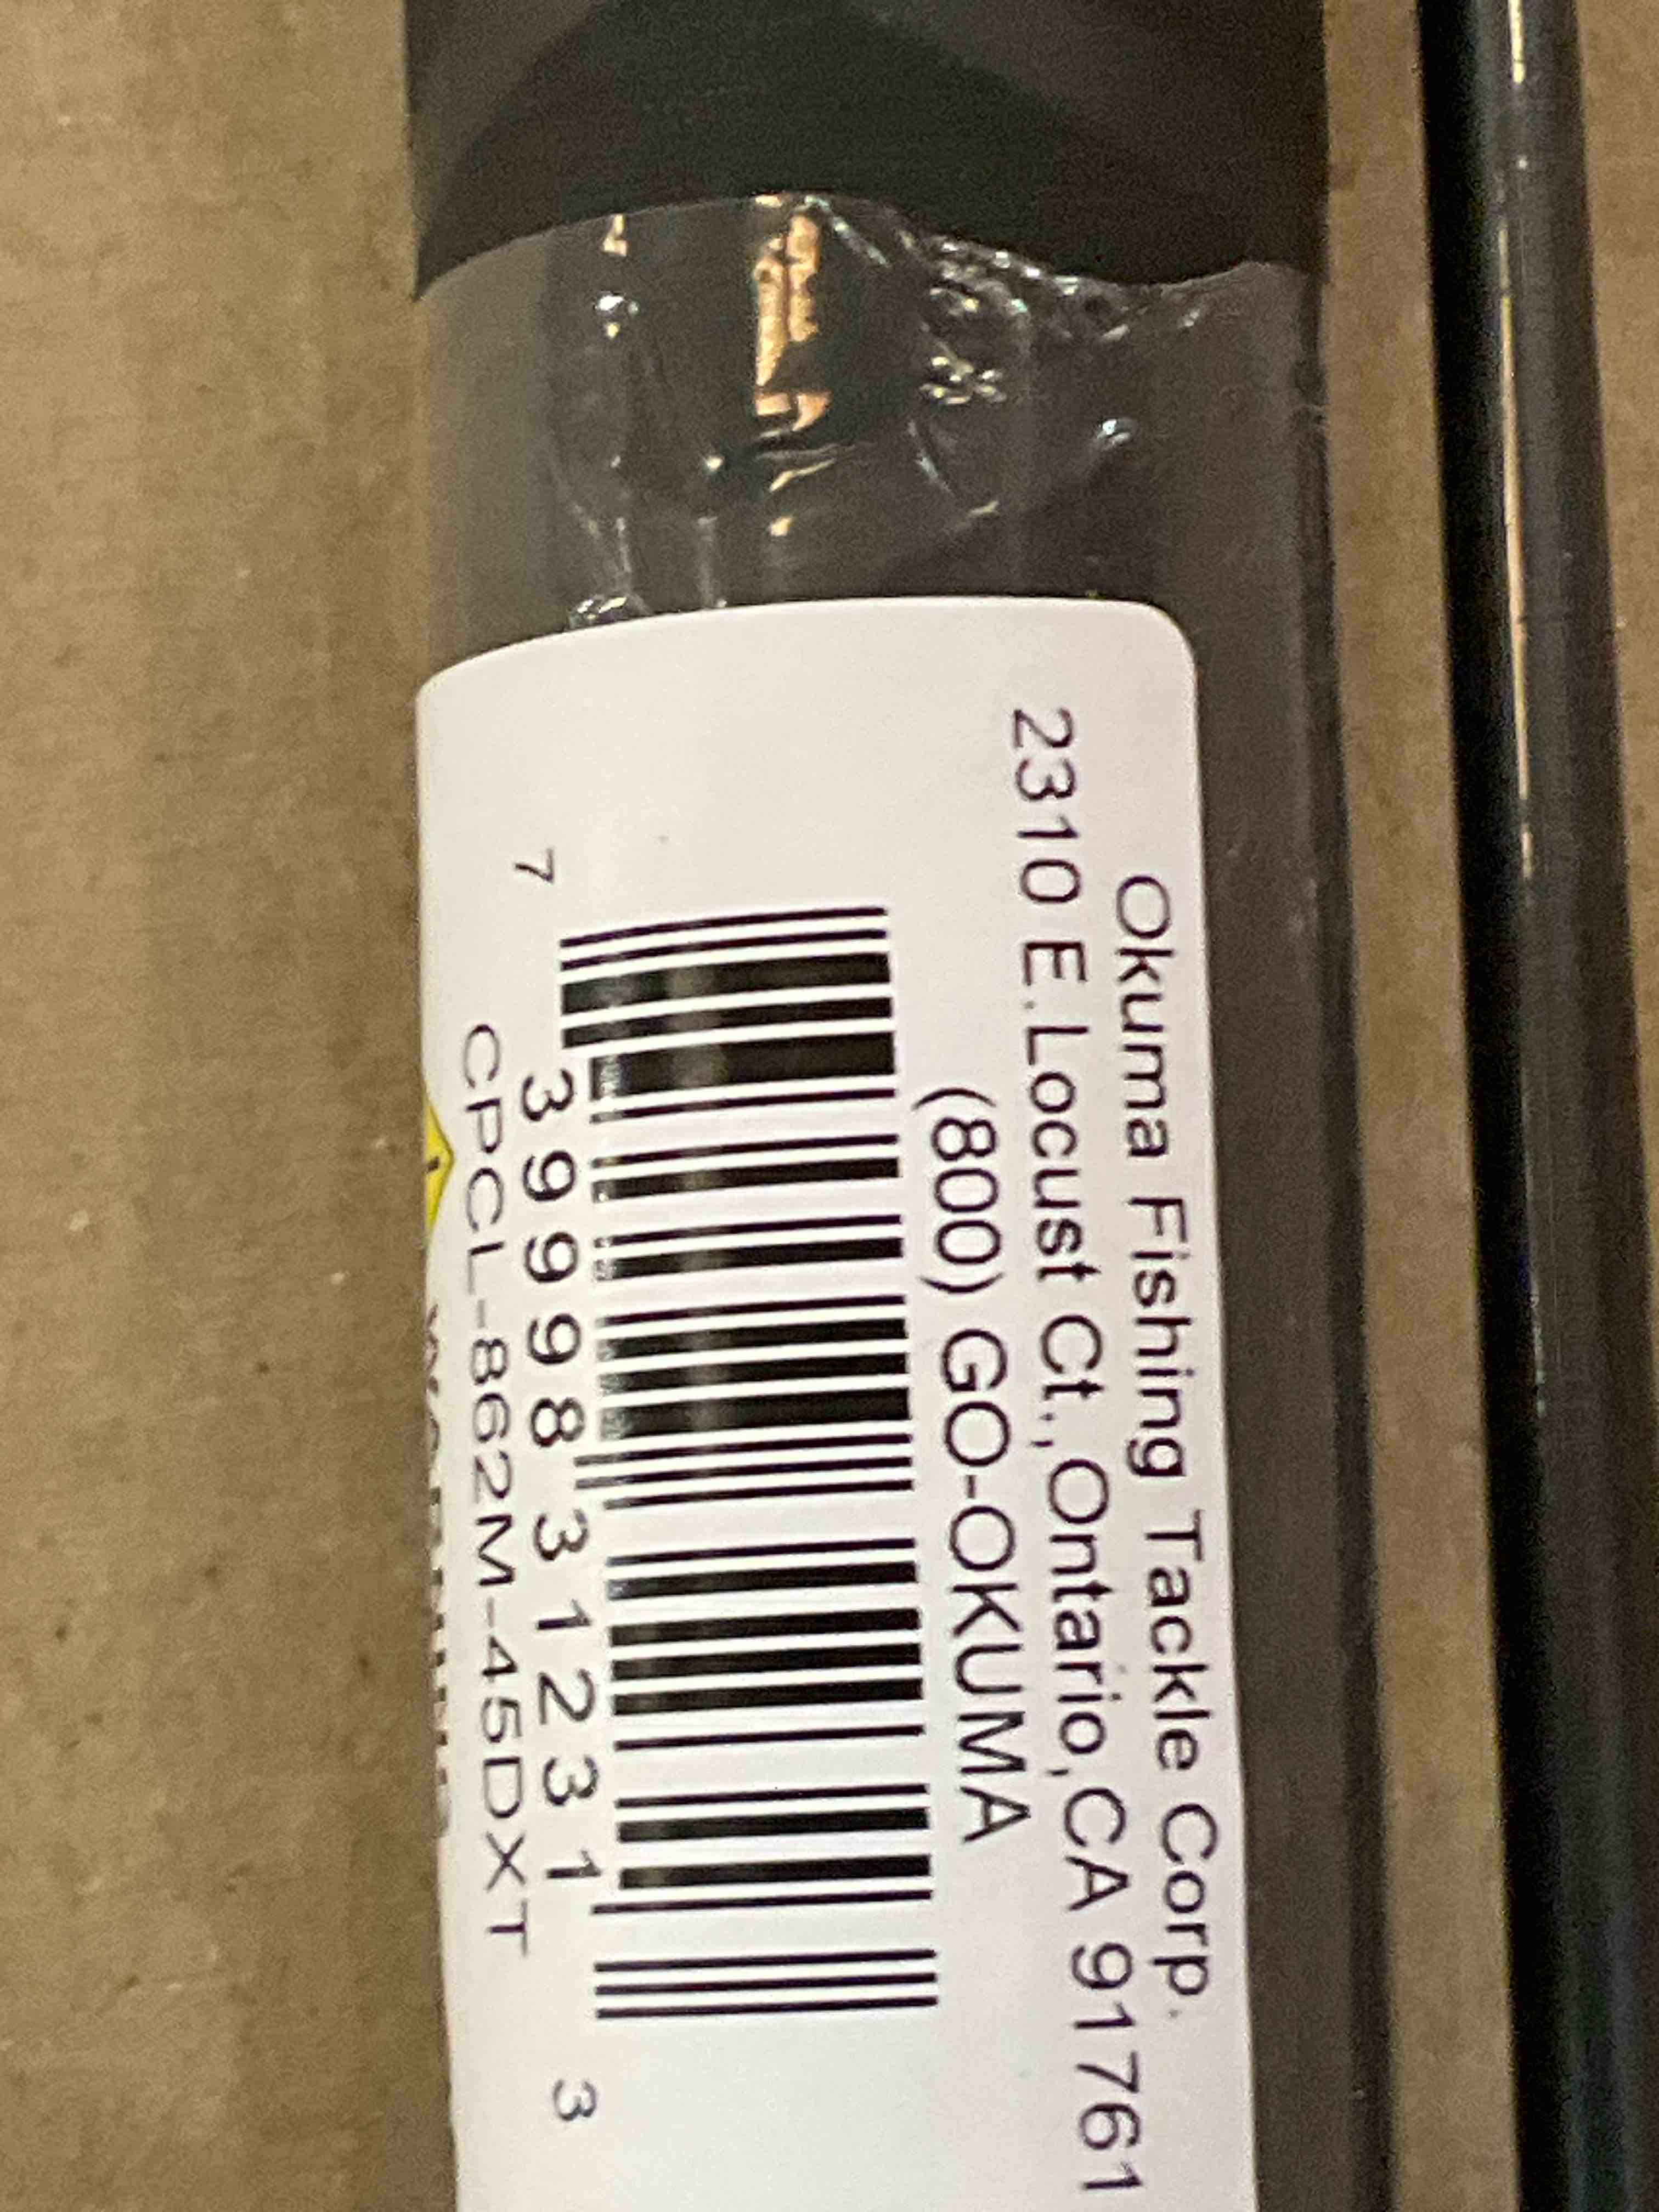 Okuma Fishing Tackle Corp.
2310 E.Locust Ct.,Ontario,CA 91761
(800) GO-OKUMA
7 39998 31231 3
CPCL-862M-45DXT